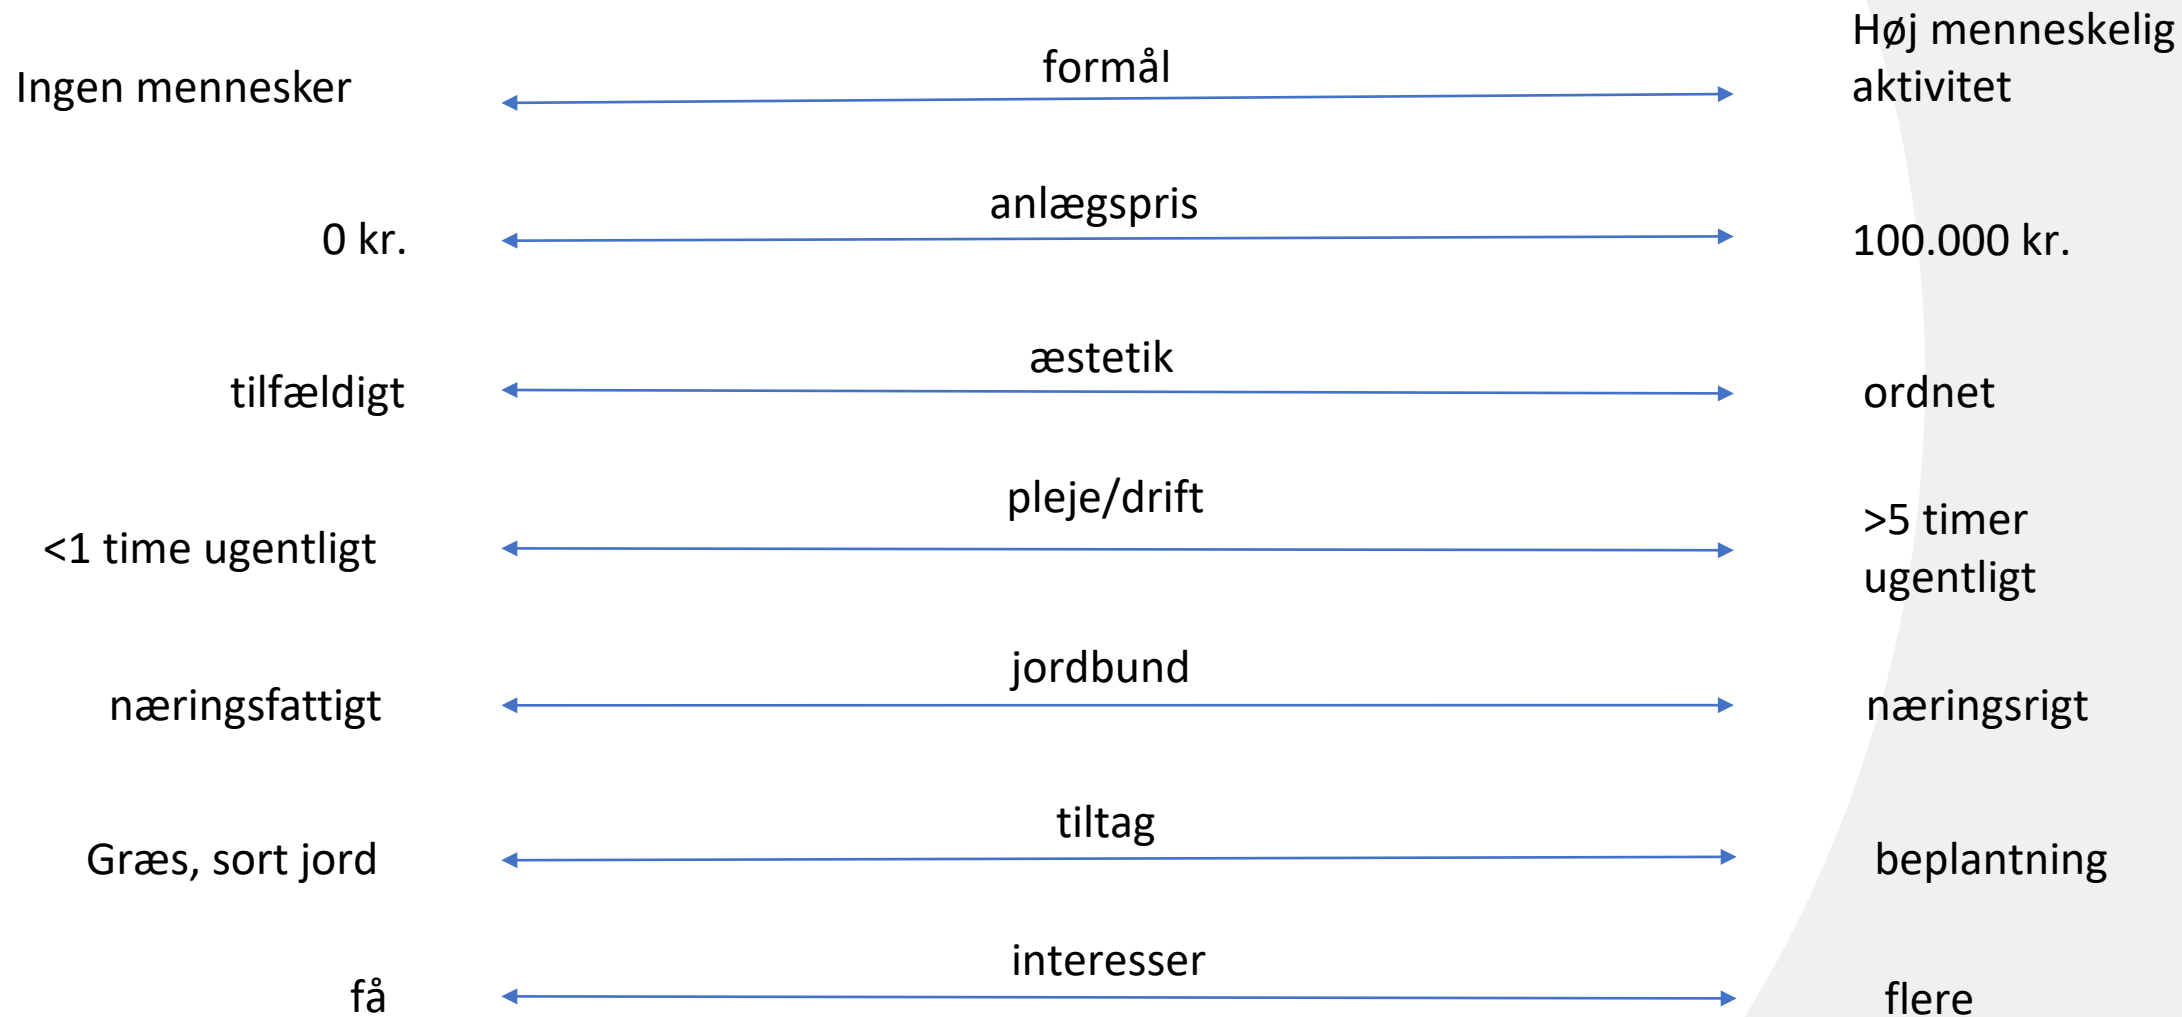 Ingen mennesker
formål
Høj menneskelig
aktivitet
0 kr.
anlægspris
100.000 kr.
tilfældigt
æstetik
ordnet
<1 time ugentligt
pleje/drift
>5 timer
ugentligt
næringsfattigt
jordbund
næringsrigt
Græs, sort jord
tiltag
beplantning
få
interesser
flere